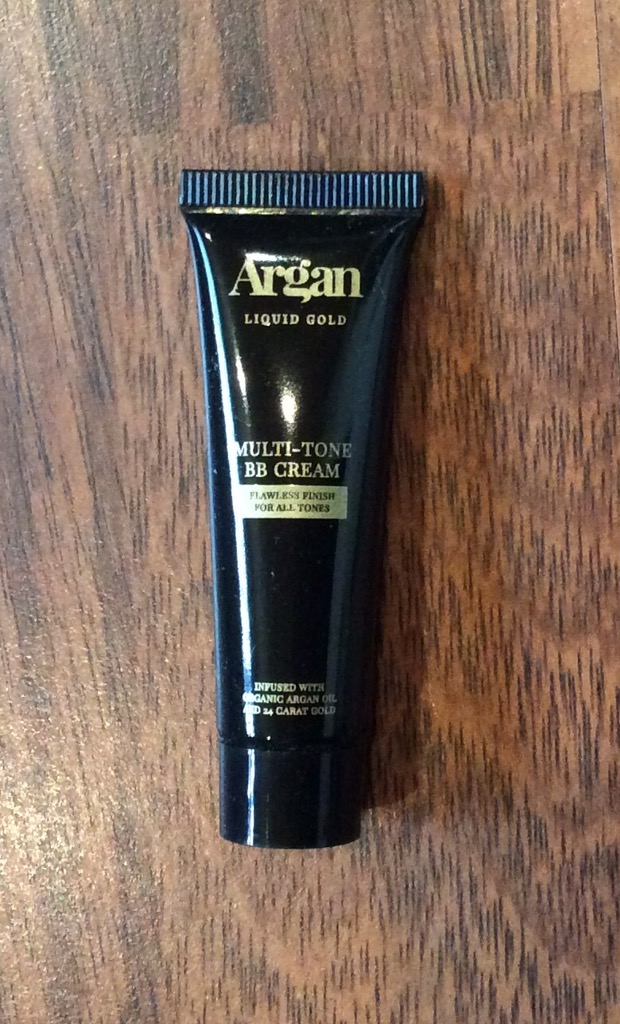 Argan
LIQUID GOLD
MULTI-TONE
BB CREAM
FLAWLESS FINISH
FOR ALL TONES
INFUSED WITH
ORGANIC ARGAN OIL
AND 24 CARAT GOLD